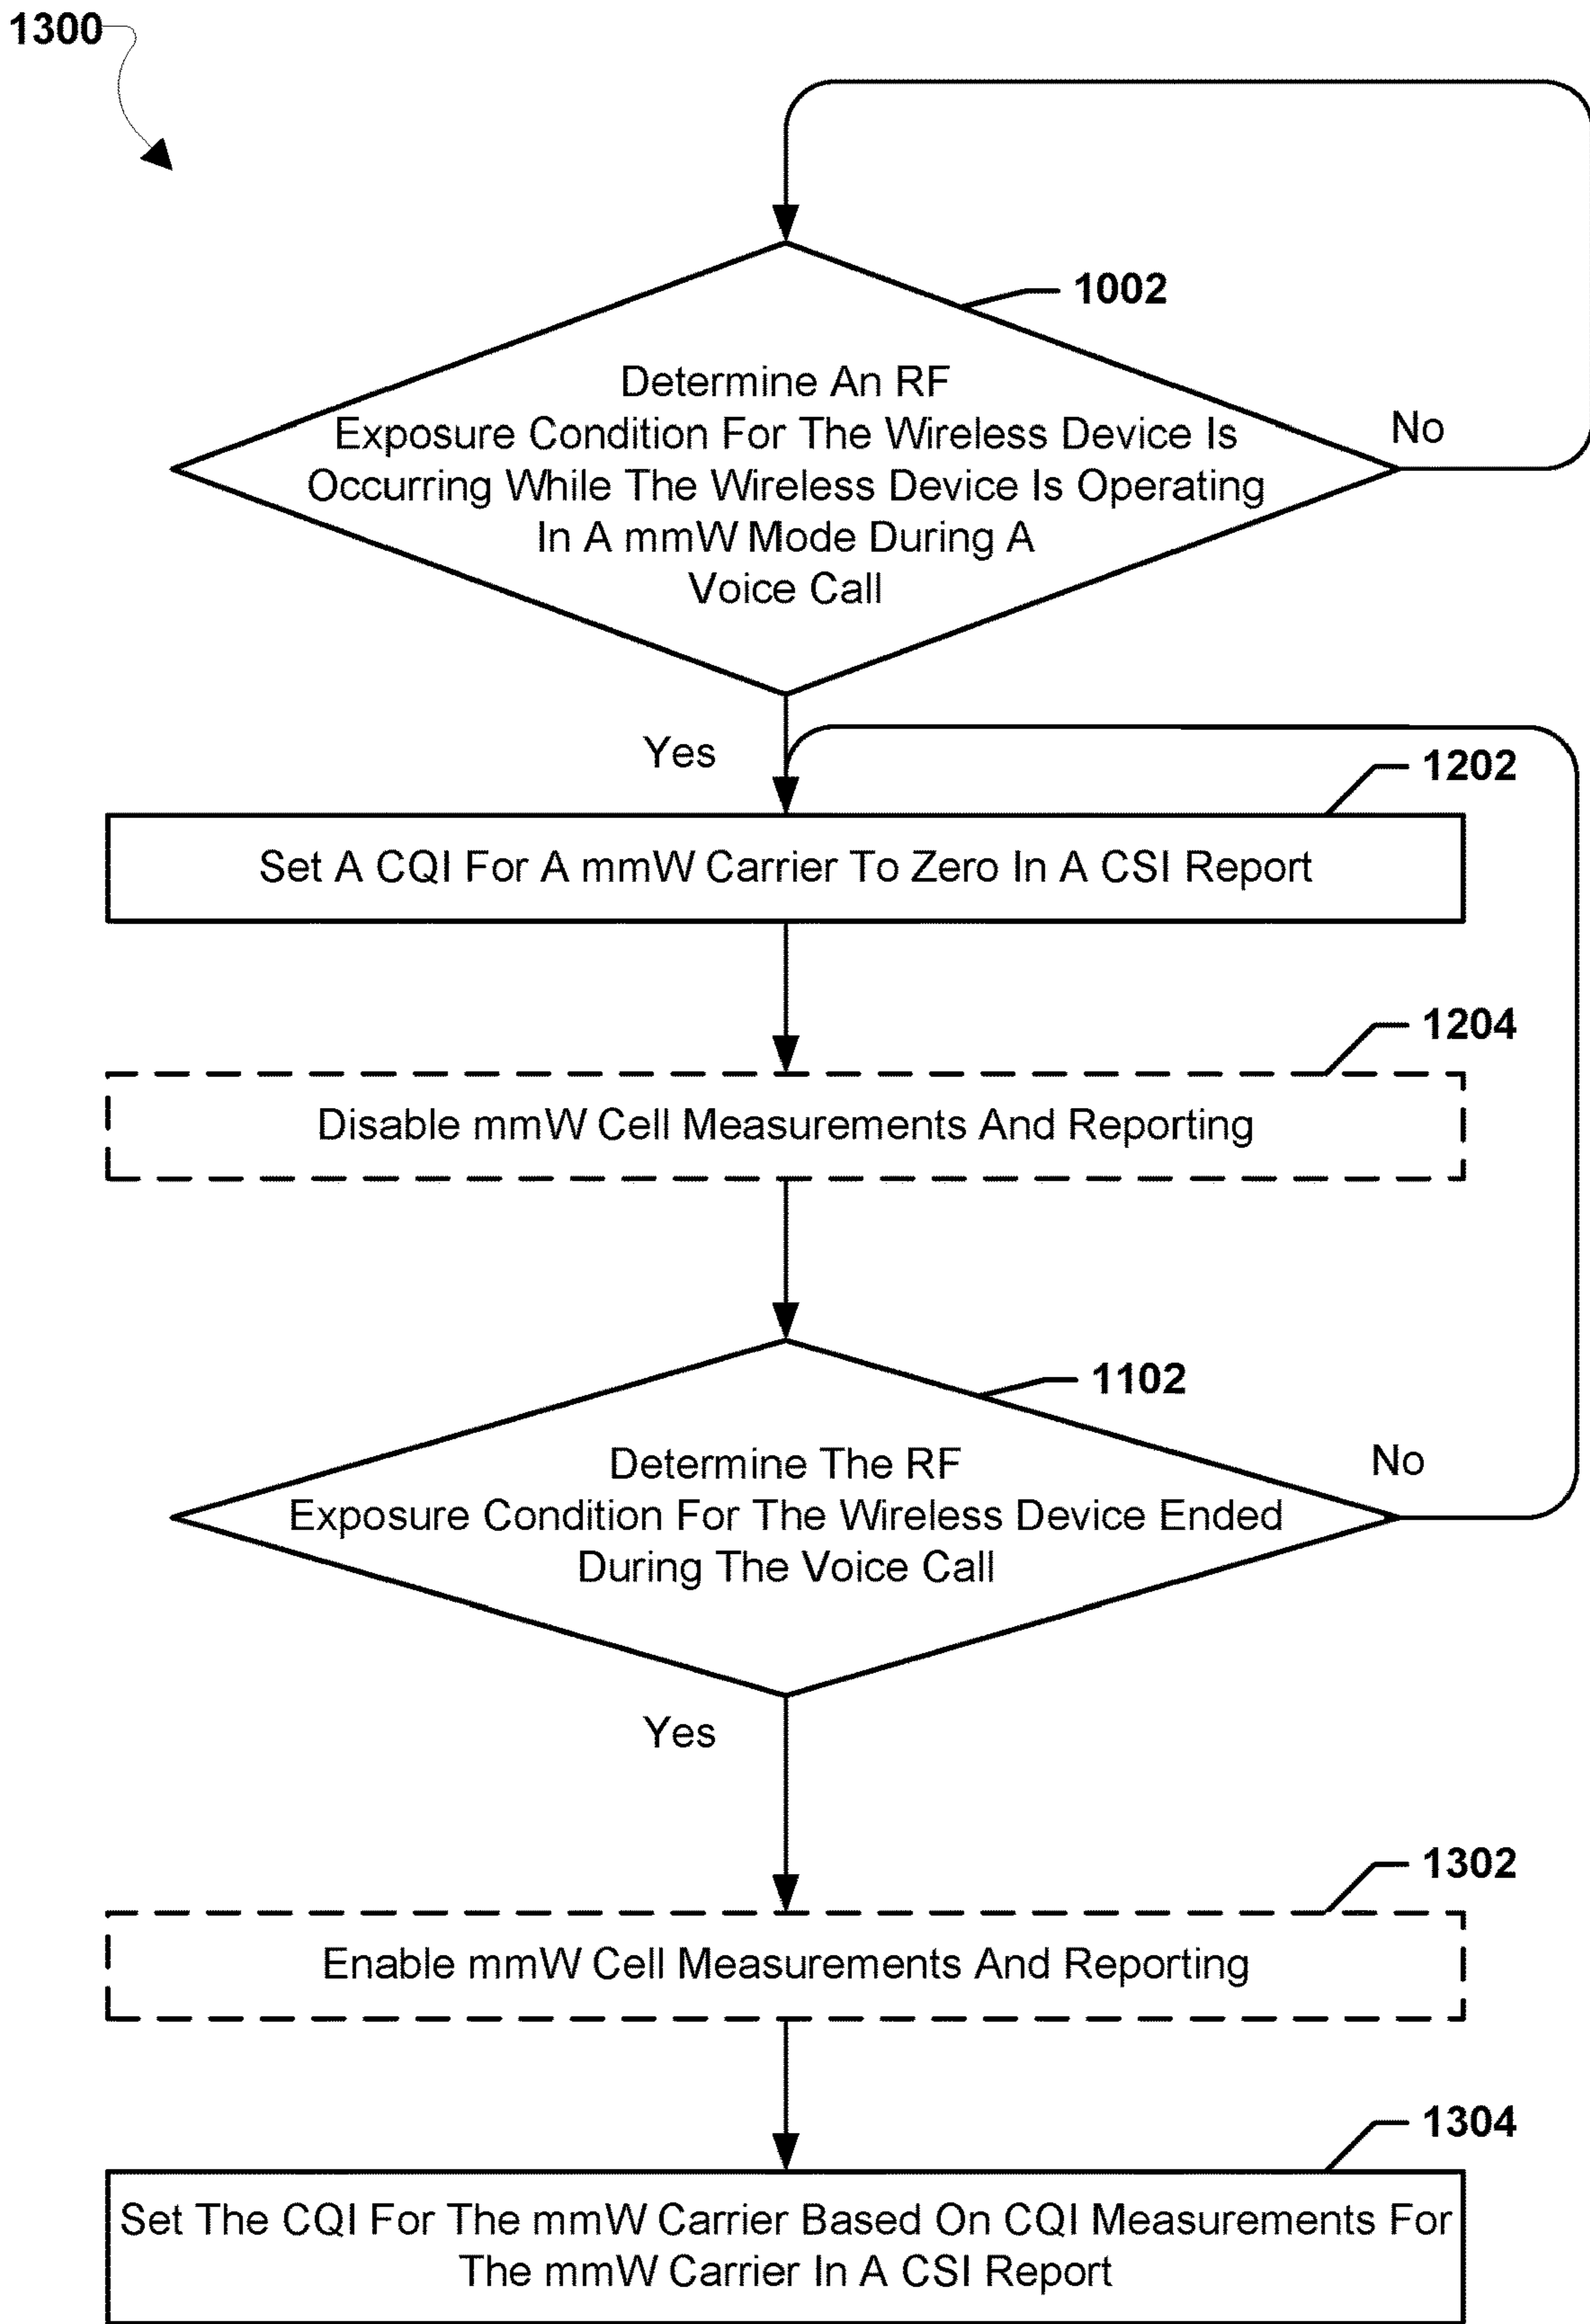 1300
1002
Determine An RF
Exposure Condition For The Wireless Device Is
Occurring While The Wireless Device Is Operating
In A mmW Mode During A
Voice Call
No
Yes
1202
Set A CQI For A mmW Carrier To Zero In A CSI Report
1204
Disable mmW Cell Measurements And Reporting
1102
Determine The RF
Exposure Condition For The Wireless Device Ended
During The Voice Call
No
Yes
1302
Enable mmW Cell Measurements And Reporting
1304
Set The CQI For The mmW Carrier Based On CQI Measurements For
The mmW Carrier In A CSI Report